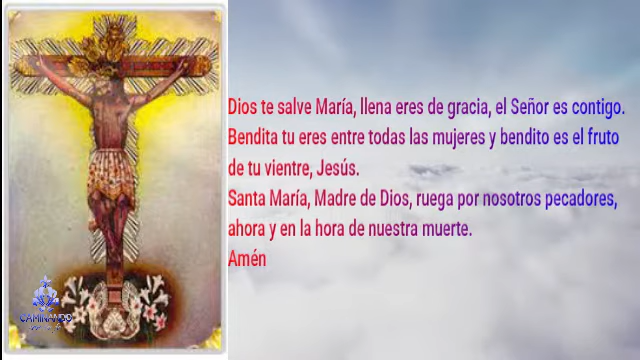 Dios te salve María, llena eres de gracia, el Señor es contigo.
Bendita tu eres entre todas las mujeres y bendito es el fruto
de tu vientre, Jesús.
Santa María, Madre de Dios, ruega por nosotros pecadores,
ahora y en la hora de nuestra muerte.
Amén
CAMINANDO